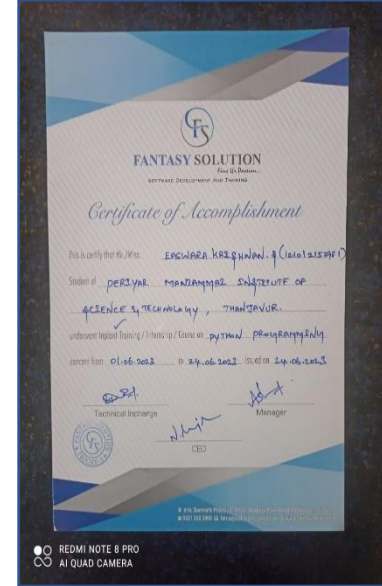 CFS
FANTASY SOLUTION
SOFTWARE DEVELOPMENT AND TRAINING
Certificate of Accomplishment
This is certify that Mr./Miss. EASWARA KRISHNAN.
Student of PERIYAR MANIAMMAI INSTITUTE OF
SCIENCE & TECHNOLOGY, THANJAVUR.
underwent Inplant Training / Internship / Course on PYTHON PROGRAMMING
concern from 01.06.2023 to 24.06.2023 Issued on 24.06.2023
Technical Incharge
Manager
CEO
REDMI NOTE 8 PRO
AI QUAD CAMERA